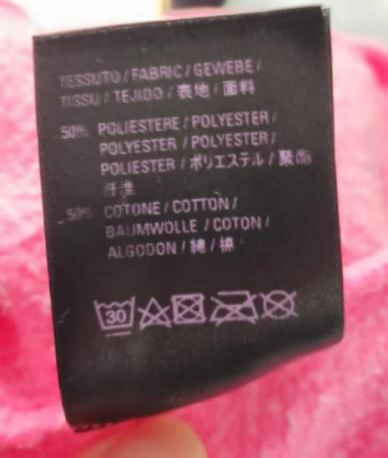 TESSUTO / FABRIC / GEWEBE /
TISSU / TEJIDO / 表地 / 面料
50% POLIESTERE / POLYESTER /
POLYESTER / POLYESTER /
POLIESTER / ポリエステル / 聚酯
纤维
50% COTONE / COTTON /
BAUMWOLLE / COTON /
ALGODON / 綿 / 棉
30